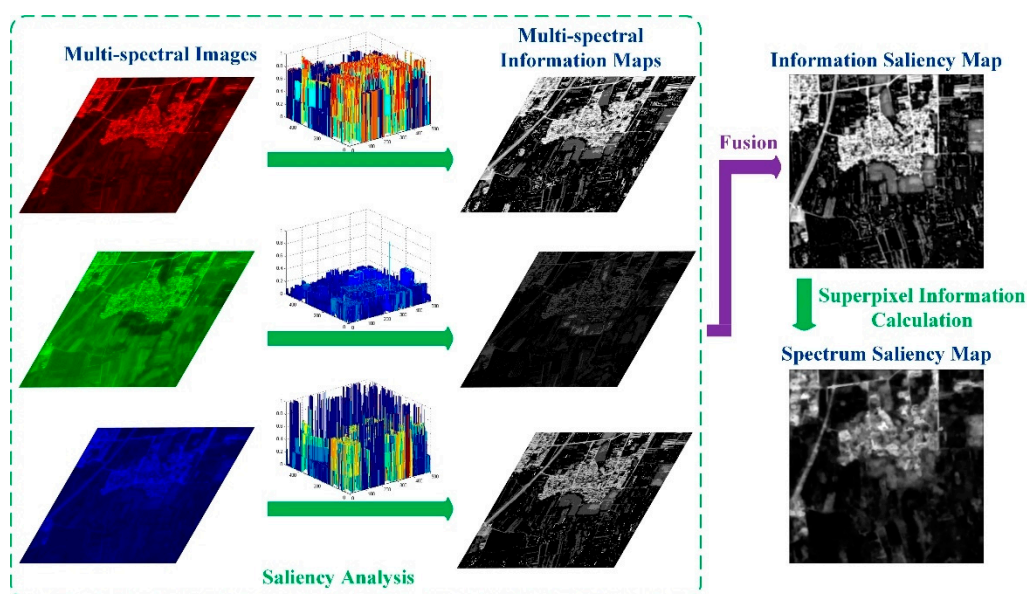 Multi-spectral Images
Multi-spectral
Information Maps
Information Saliency Map
Fusion
Superpixel Information
Calculation
Spectrum Saliency Map
Saliency Analysis